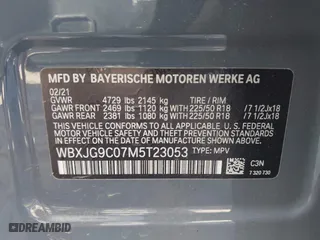 MFD BY BAYERISCHE MOTOREN WERKE AG
02/21
GVWR 4729 lbs 2145 kg TIRE / RIM
GAWR FRONT 2469 lbs 1120 kg WITH 225/50 R18 / 7 1/2Jx18
GAWR REAR 2381 lbs 1080 kg WITH 225/50 R18 / 7 1/2Jx18
THIS VEHICLE CONFORMS TO ALL APPLICABLE
U.S. FEDERAL MOTOR VEHICLE SAFETY, BUMPER,
AND THEFT PREVENTION STANDARDS IN EFFECT
ON THE DATE OF MANUFACTURE SHOWN ABOVE.
WBXJG9C07M5T23053 TYPE: MPV
C3N
7 320 730